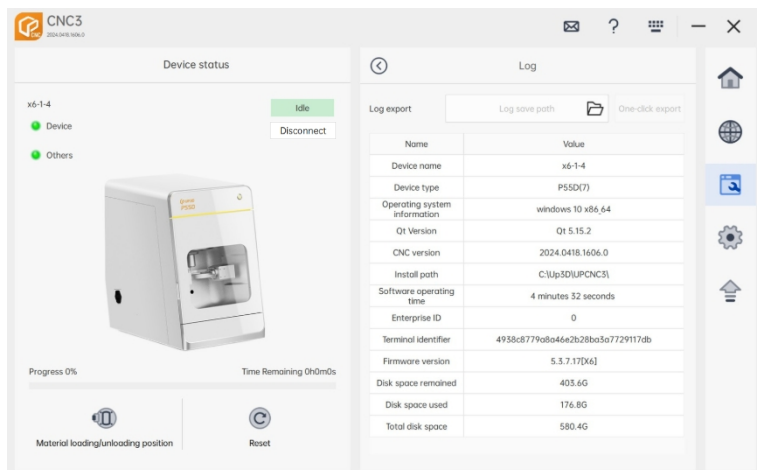 CNC3
2024.0418.1606.0
Device status
x6-1-4
Idle
Device
Disconnect
Others
P55D
Progress 0%
Time Remaining 0h0m0s
Material loading/unloading position
Reset
Log
Log export
Log save path
One-click export
Name Value
Device name x6-1-4
Device type P55D(7)
Operating system
information
windows 10 x86_64
Qt Version Qt 5.15.2
CNC version 2024.0418.1606.0
Install path C:\Up3D\UPCNC3\
Software operating
time
4 minutes 32 seconds
Enterprise ID 0
Terminal identifier 4938c8779a8a46e2b28ba3a7729117db
Firmware version 5.3.7.17[X6]
Disk space remained 403.6G
Disk space used 176.8G
Total disk space 580.4G